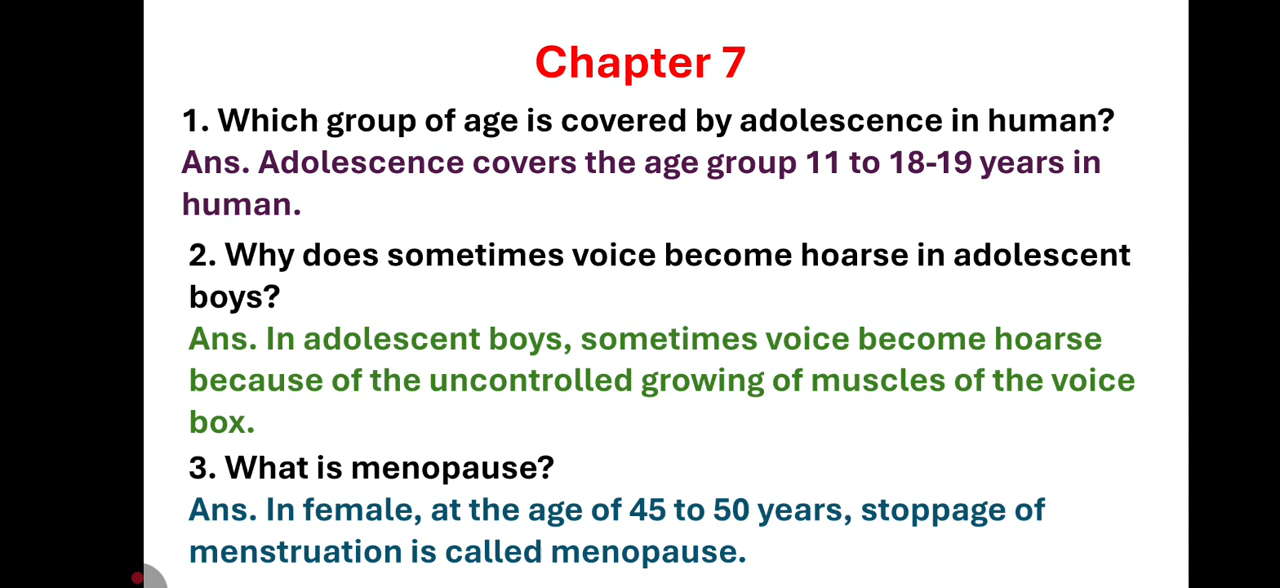 Chapter 7
1. Which group of age is covered by adolescence in human?
Ans. Adolescence covers the age group 11 to 18-19 years in
human.
2. Why does sometimes voice become hoarse in adolescent
boys?
Ans. In adolescent boys, sometimes voice become hoarse
because of the uncontrolled growing of muscles of the voice
box.
3. What is menopause?
Ans. In female, at the age of 45 to 50 years, stoppage of
menstruation is called menopause.